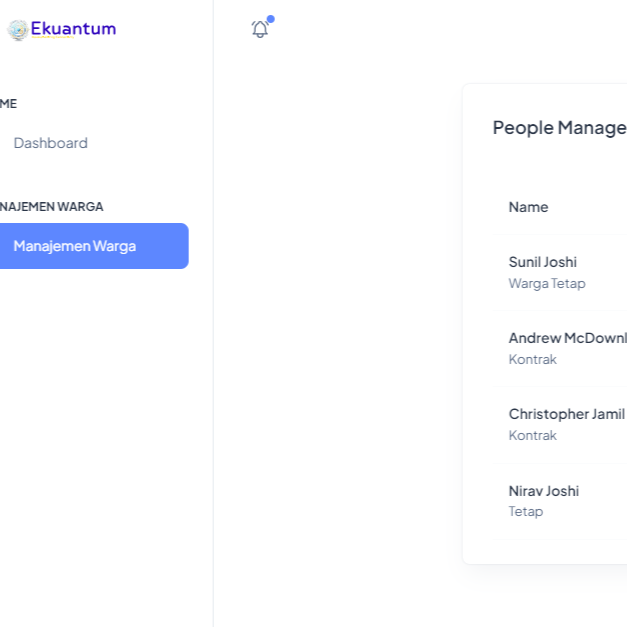 Ekuantum
ME
Dashboard
NAJEMEN WARGA
Manajemen Warga
People Manage
Name
Sunil Joshi
Warga Tetap
Andrew McDownl
Kontrak
Christopher Jamil
Kontrak
Nirav Joshi
Tetap